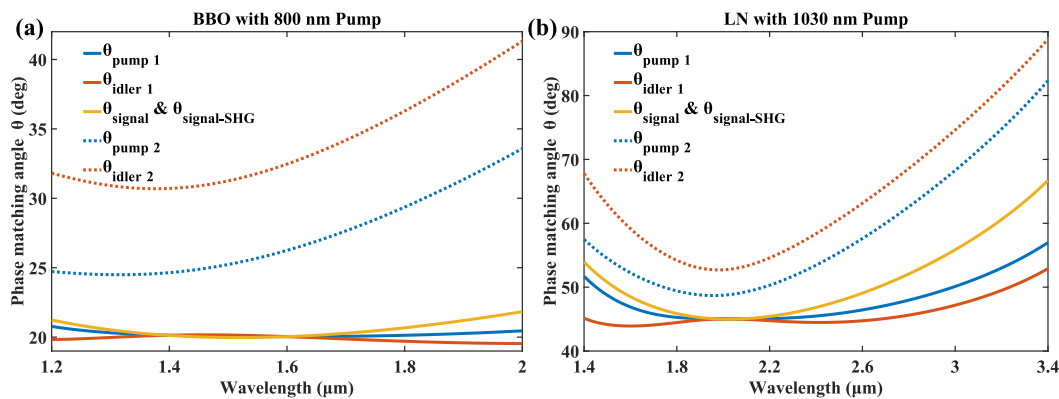 (a)
BBO with 800 nm Pump
Phase matching angle θ (deg)
40
35
30
25
20
θpump 1
θidler 1
θsignal & θsignal-SHG
θpump 2
θidler 2
1.2 1.4 1.6 1.8 2
Wavelength (μm)
(b)
LN with 1030 nm Pump
Phase matching angle θ (deg)
90
80
70
60
50
40
θpump 1
θidler 1
θsignal & θsignal-SHG
θpump 2
θidler 2
1.4 1.8 2.2 2.6 3 3.4
Wavelength (μm)